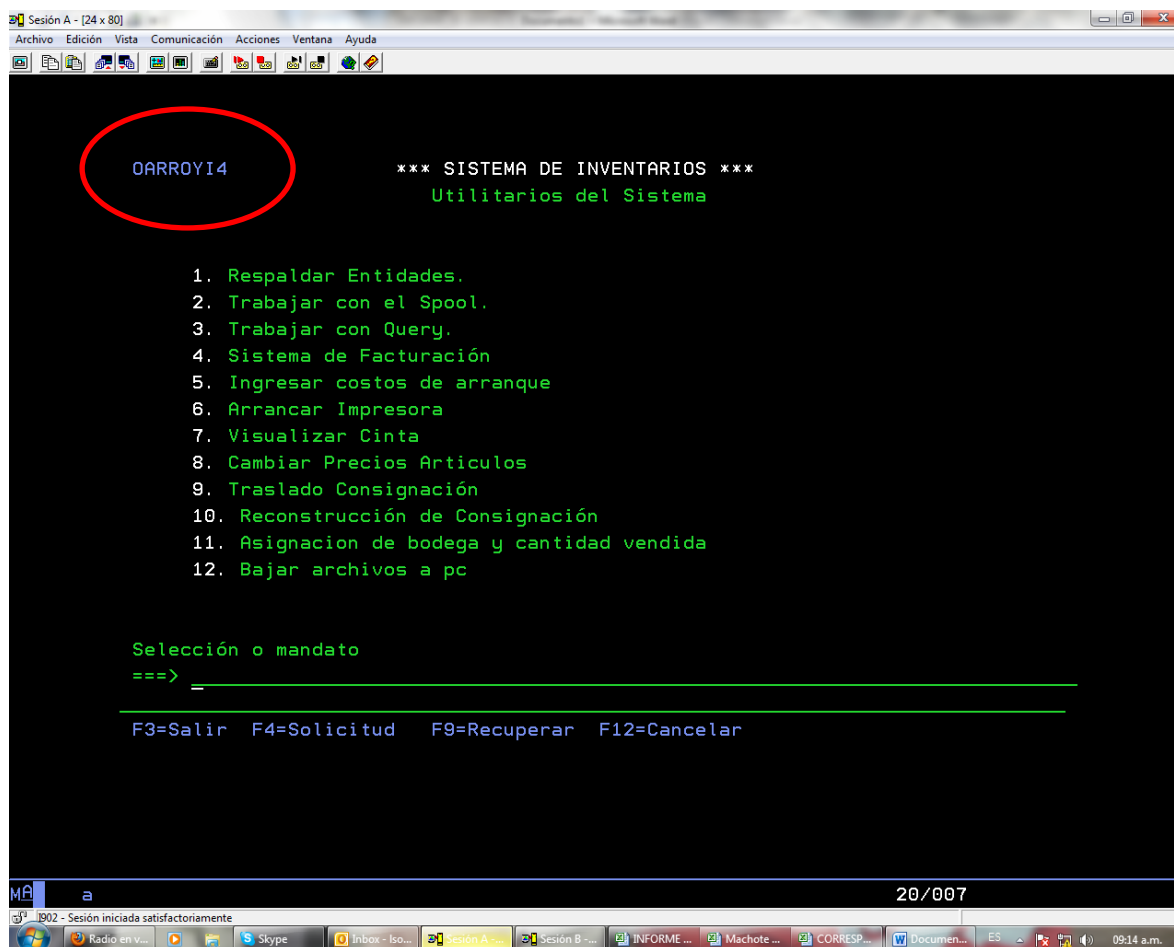 Sesión A - [24 x 80]
Archivo Edición Vista Comunicación Acciones Ventana Ayuda
OARROYI4 *** SISTEMA DE INVENTARIOS ***
Utilitarios del Sistema
1. Respaldar Entidades.
2. Trabajar con el Spool.
3. Trabajar con Query.
4. Sistema de Facturación
5. Ingresar costos de arranque
6. Arrancar Impresora
7. Visualizar Cinta
8. Cambiar Precios Articulos
9. Traslado Consignación
10. Reconstrucción de Consignación
11. Asignacion de bodega y cantidad vendida
12. Bajar archivos a pc
Selección o mandato
===>
F3=Salir F4=Solicitud F9=Recuperar F12=Cancelar
MA a 20/007
I902 - Sesión iniciada satisfactoriamente
Radio en v... Skype Inbox - Iso... Sesión A -... Sesión B -... INFORME ... Machote ... CORRESP... Documen... ES 09:14 a.m.